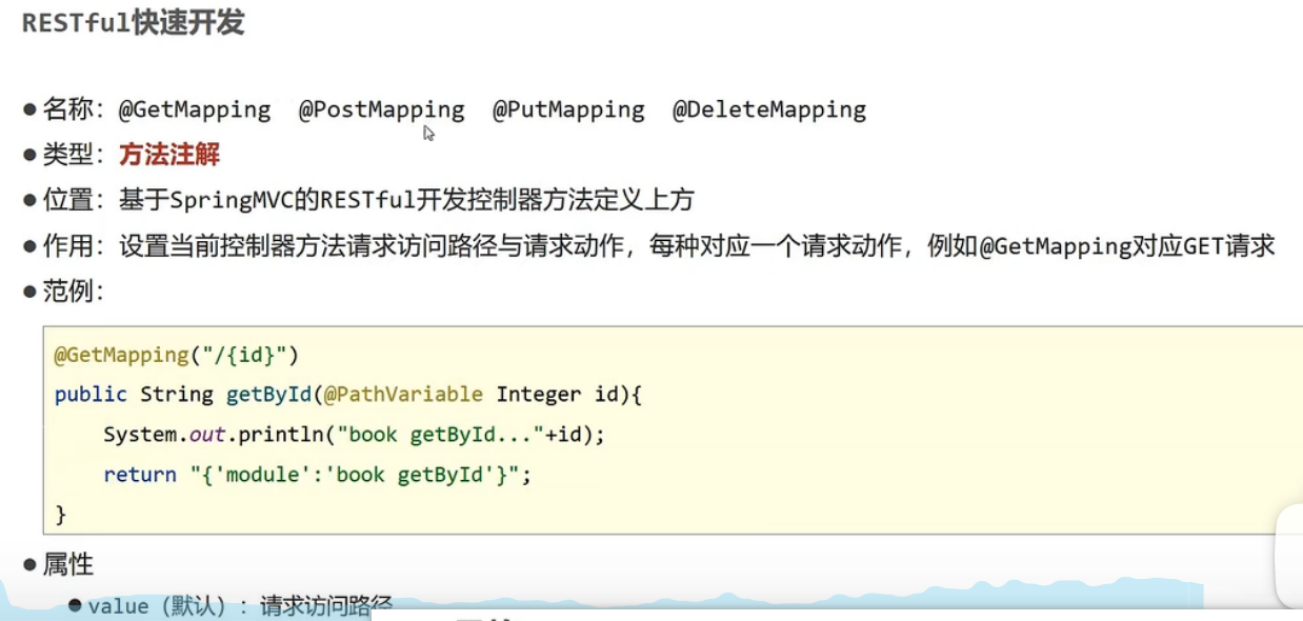 RESTful快速开发
● 名称：@GetMapping @PostMapping @PutMapping @DeleteMapping
● 类型：方法注解
● 位置：基于SpringMVC的RESTful开发控制器方法定义上方
● 作用：设置当前控制器方法请求访问路径与请求动作，每种对应一个请求动作，例如@GetMapping对应GET请求
● 范例：
@GetMapping("/{id}")
public String getById(@PathVariable Integer id){
    System.out.println("book getById..."+id);
    return "{'module':'book getById'}";
}
● 属性
● value（默认）：请求访问路径